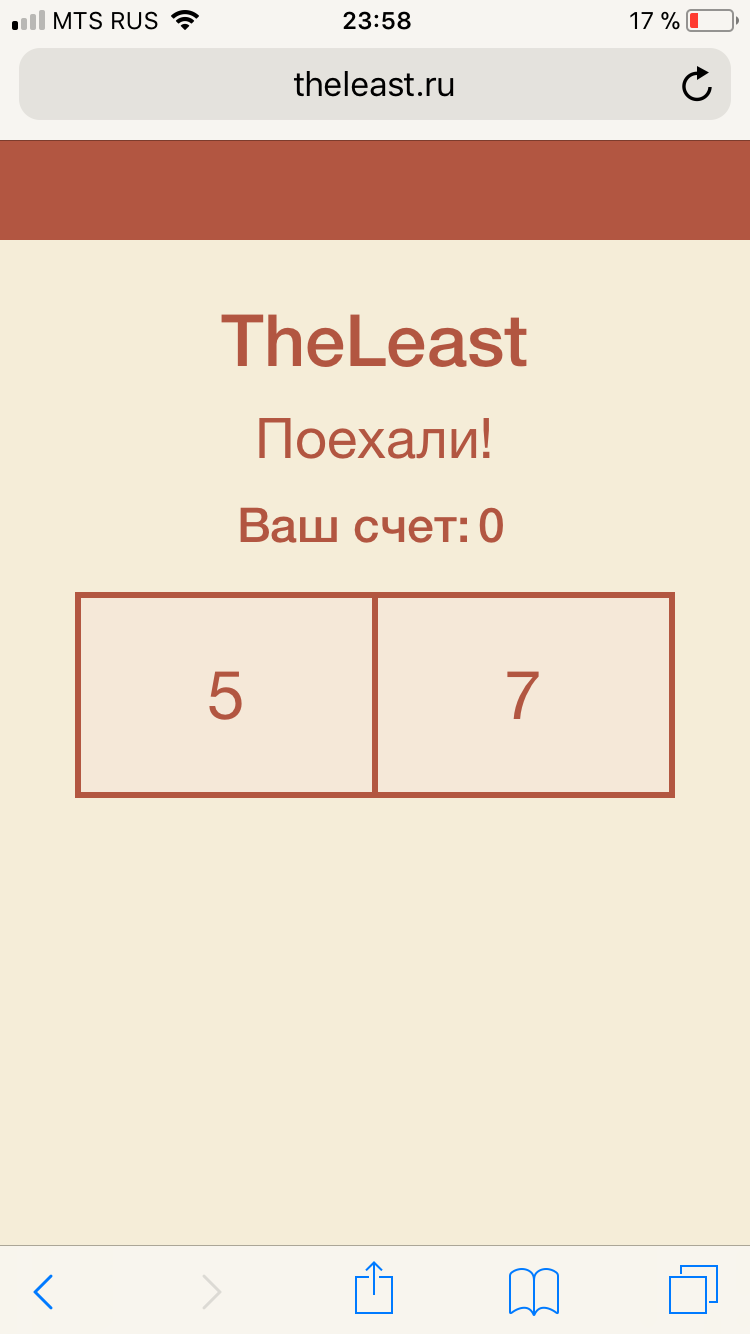 MTS RUS 23:58 17 %
theleast.ru
TheLeast
Поехали!
Ваш счет: 0
5 7